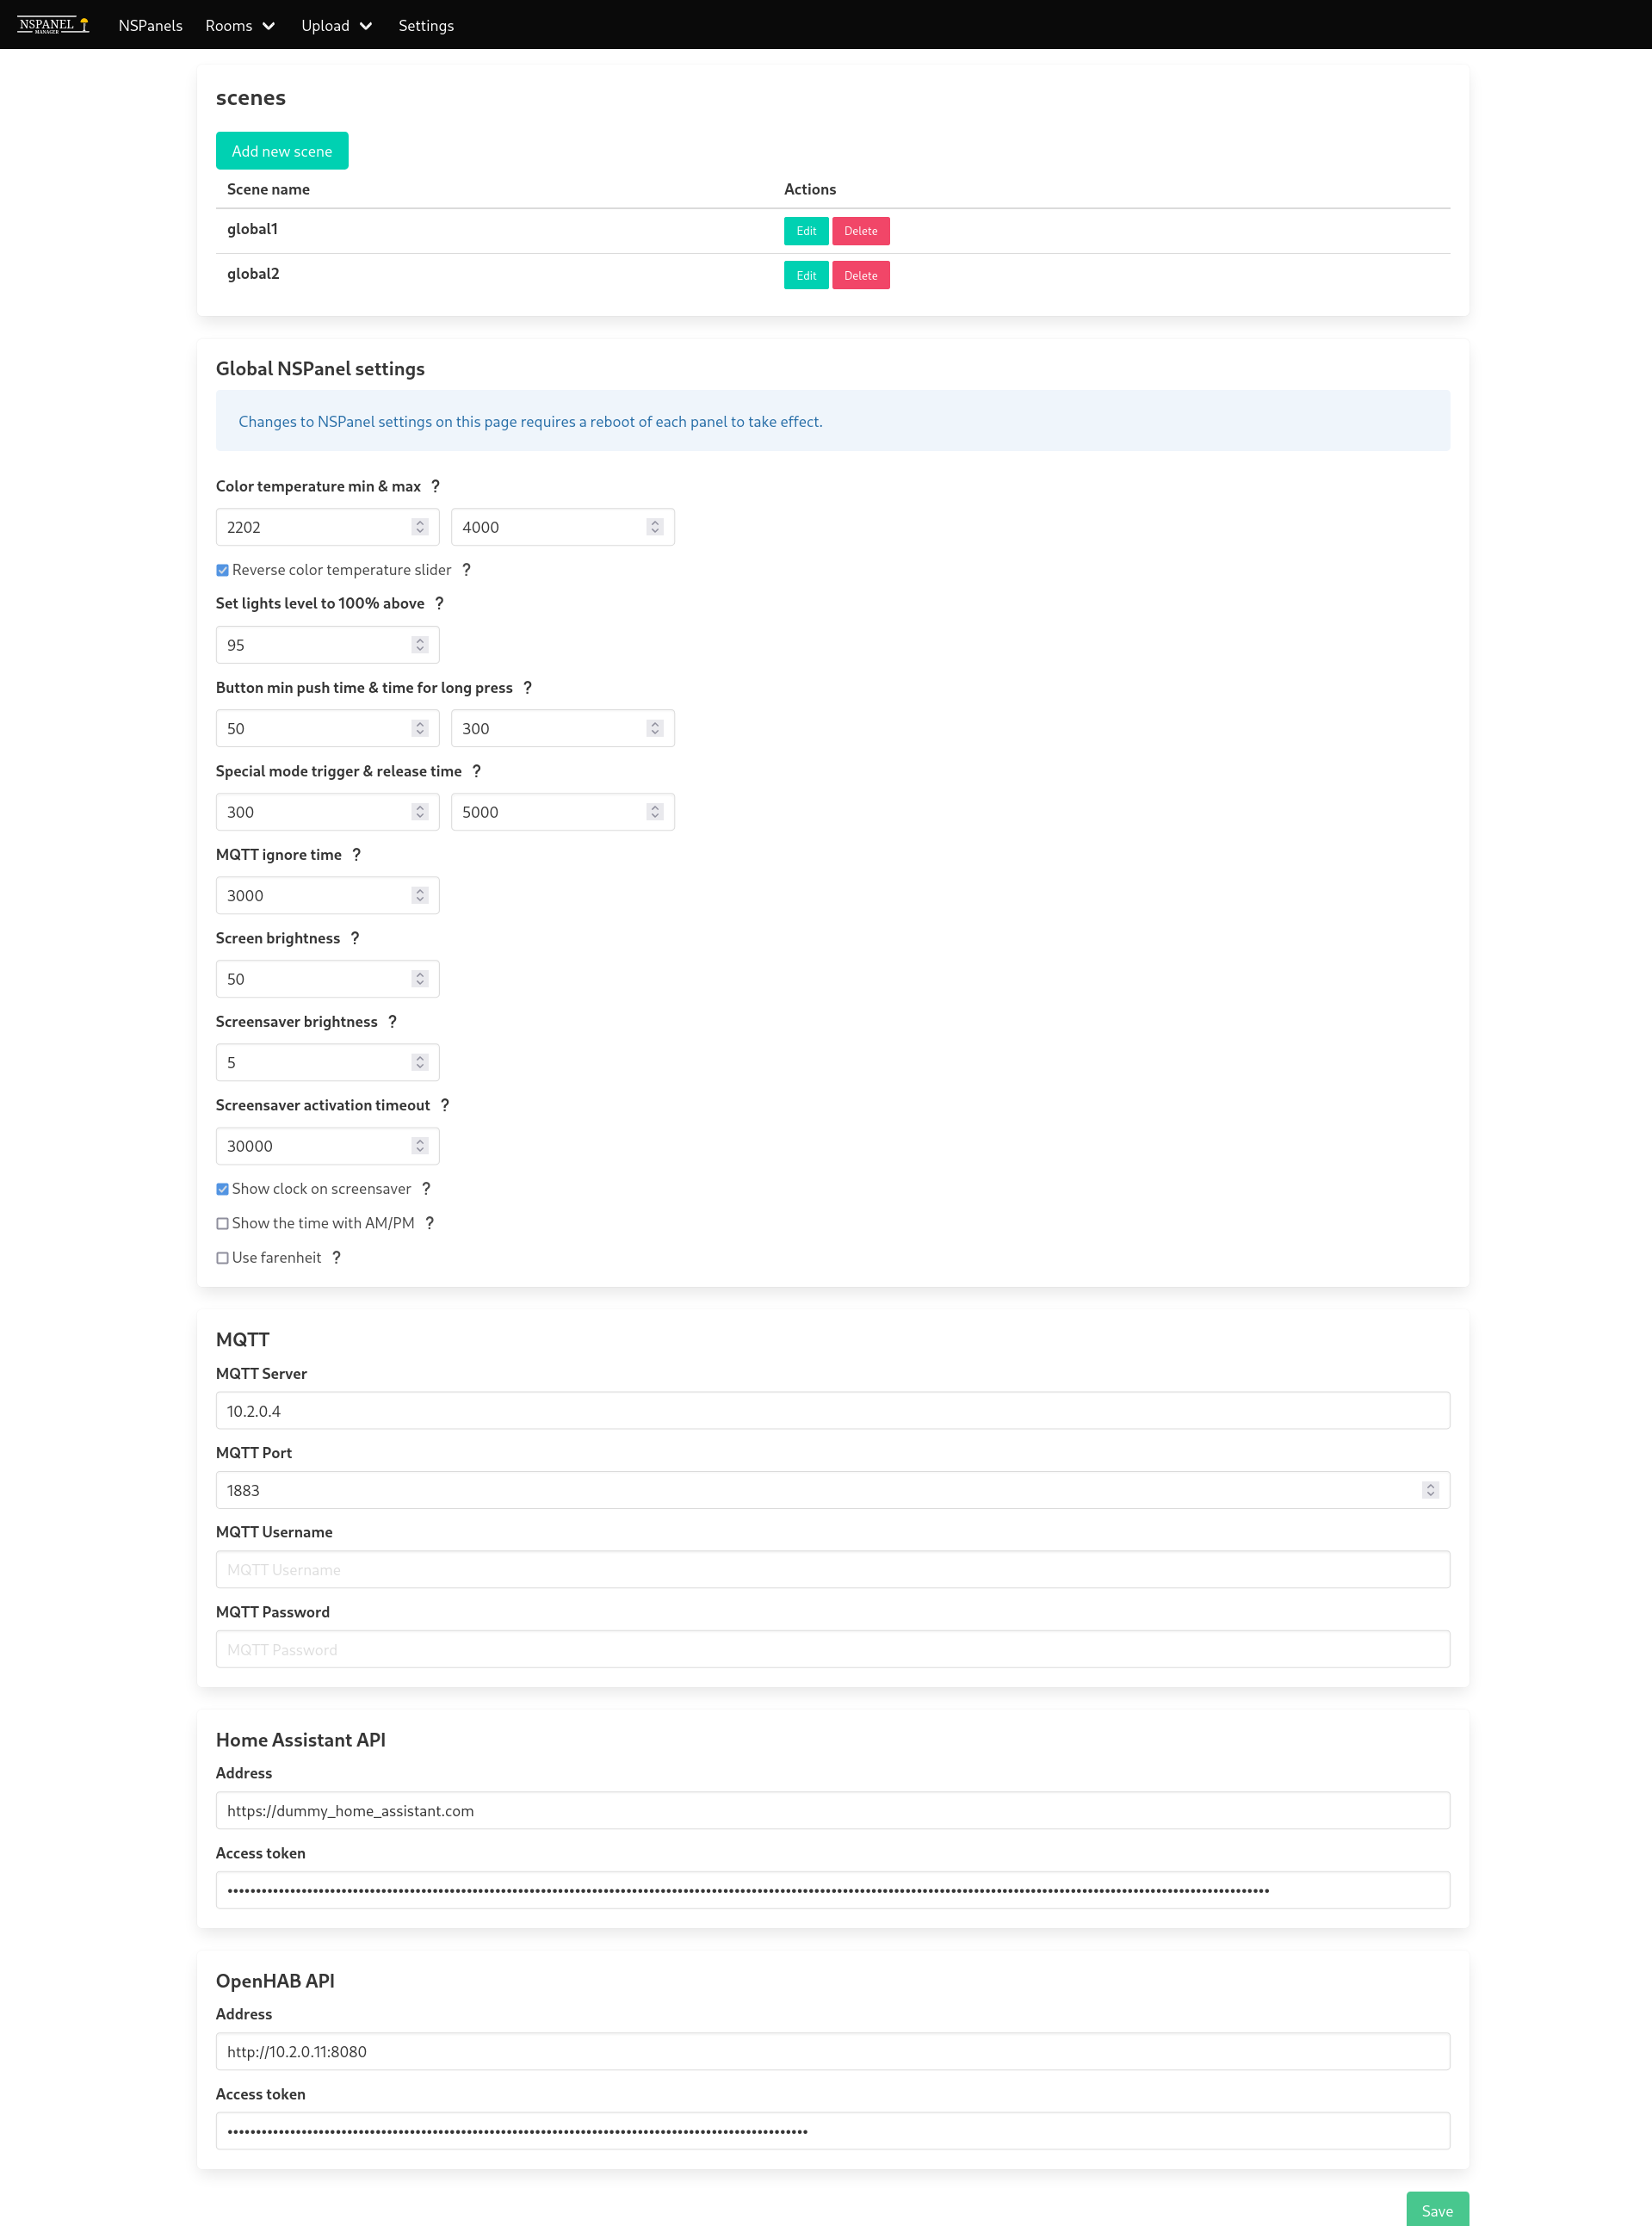 NSPANEL
MANAGER
NSPanels
Rooms
Upload
Settings
scenes
Add new scene
Scene name Actions
global1 Edit Delete
global2 Edit Delete
Global NSPanel settings
Changes to NSPanel settings on this page requires a reboot of each panel to take effect.
Color temperature min & max ?
2202 4000
Reverse color temperature slider ?
Set lights level to 100% above ?
95
Button min push time & time for long press ?
50 300
Special mode trigger & release time ?
300 5000
MQTT ignore time ?
3000
Screen brightness ?
50
Screensaver brightness ?
5
Screensaver activation timeout ?
30000
Show clock on screensaver ?
Show the time with AM/PM ?
Use farenheit ?
MQTT
MQTT Server
10.2.0.4
MQTT Port
1883
MQTT Username
MQTT Username
MQTT Password
MQTT Password
Home Assistant API
Address
https://dummy_home_assistant.com
Access token
OpenHAB API
Address
http://10.2.0.11:8080
Access token
Save